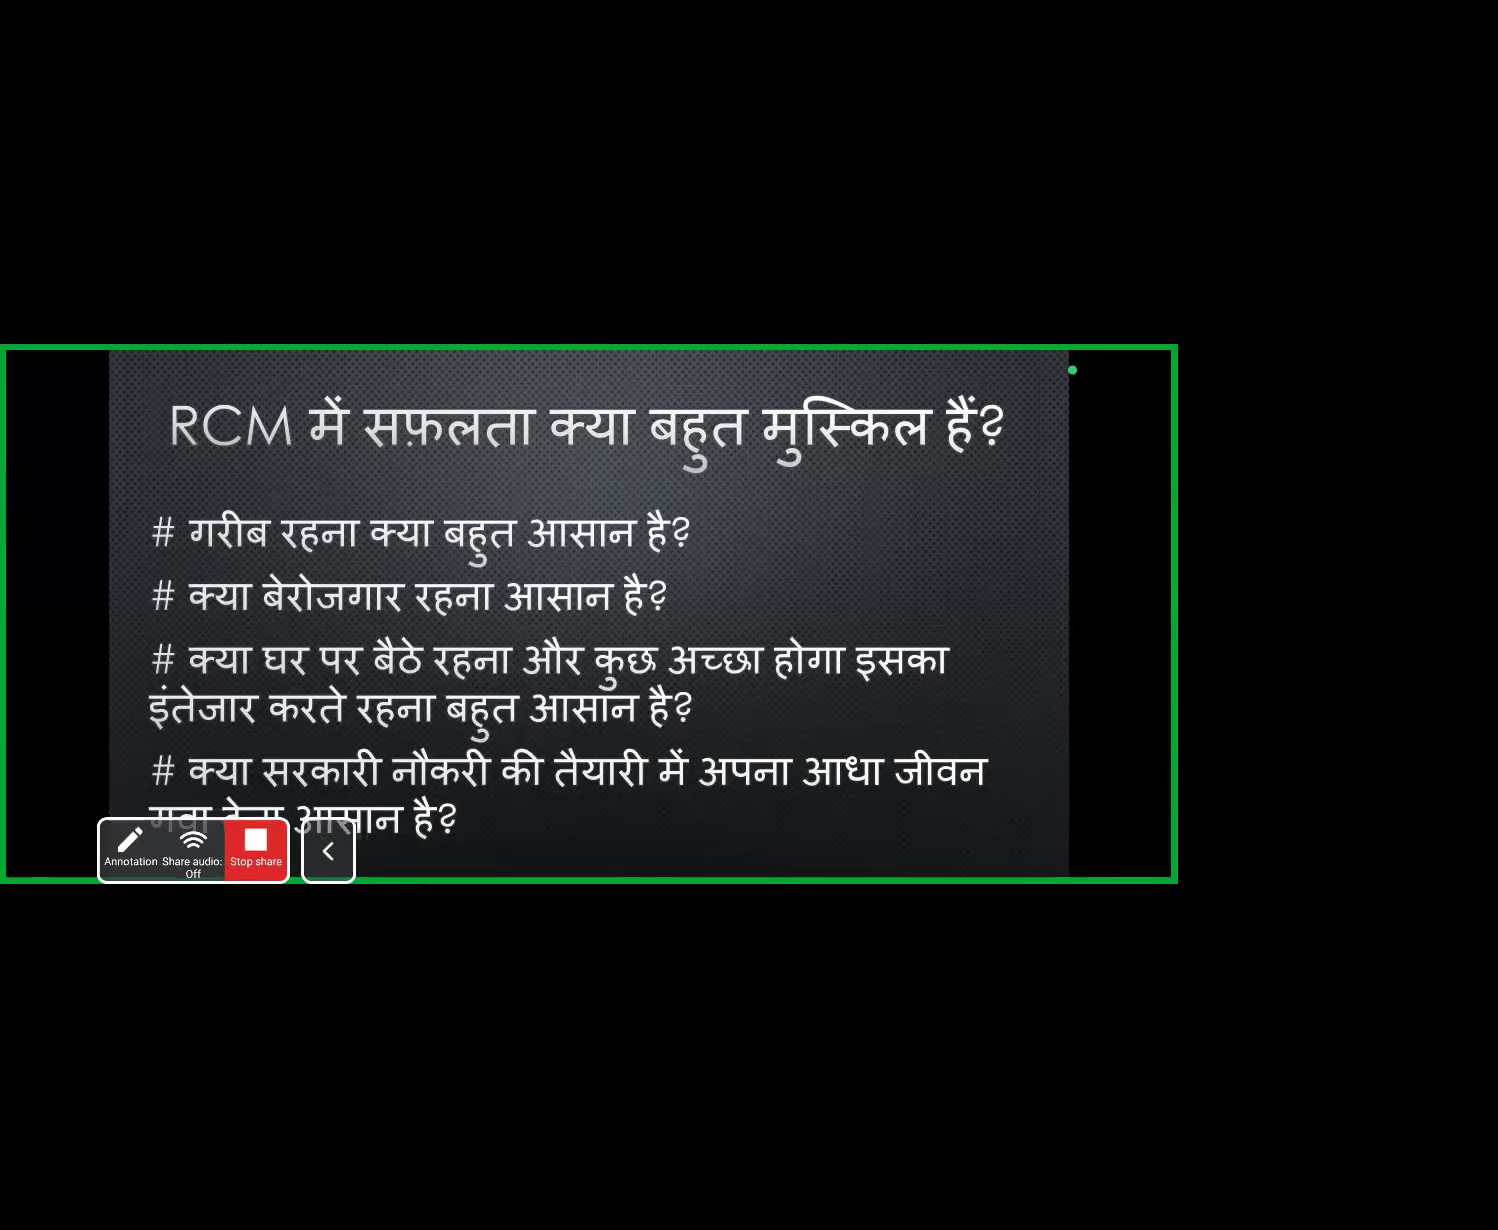 RCM में सफ़लता क्या बहुत मुस्किल हैं?
# गरीब रहना क्या बहुत आसान है?
# क्या बेरोजगार रहना आसान है?
# क्या घर पर बैठे रहना और कुछ अच्छा होगा इसका
इंतेजार करते रहना बहुत आसान है?
# क्या सरकारी नौकरी की तैयारी में अपना आधा जीवन
आसान है?
Annotation
Share audio:
Off
Stop share